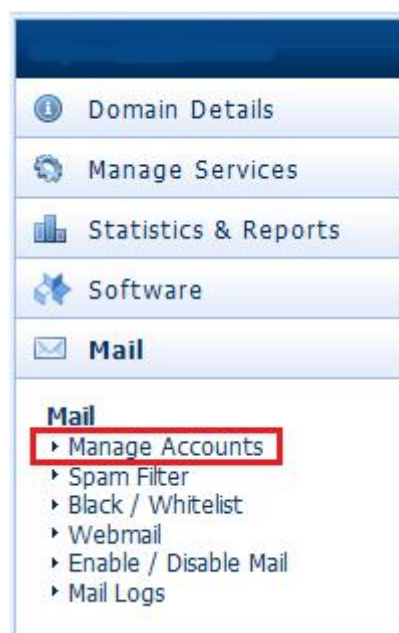 Domain Details
Manage Services
Statistics & Reports
Software
Mail
Mail
Manage Accounts
Spam Filter
Black / Whitelist
Webmail
Enable / Disable Mail
Mail Logs